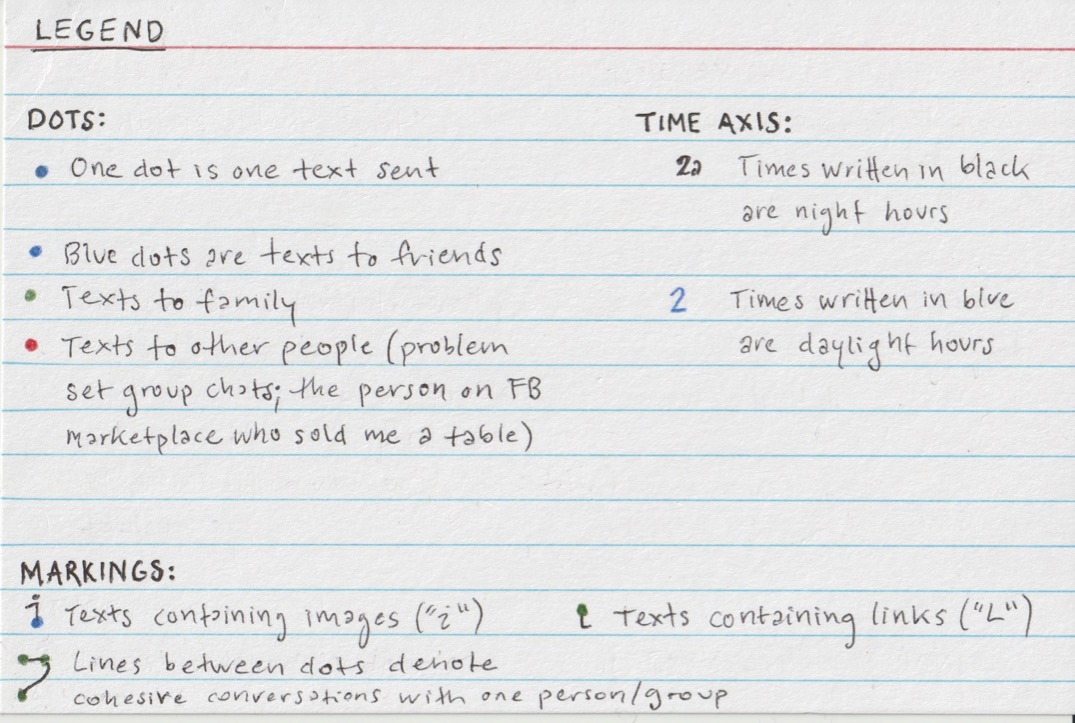 LEGEND
DOTS:
One dot is one text sent
Blue dots are texts to friends
Texts to family
Texts to other people (problem
set group chats; the person on FB
marketplace who sold me a table)
TIME AXIS:
2a Times written in black
are night hours
2 Times written in blue
are daylight hours
MARKINGS:
i Texts containing images ("i")
L Texts containing links ("L")
Lines between dots denote
cohesive conversations with one person/group